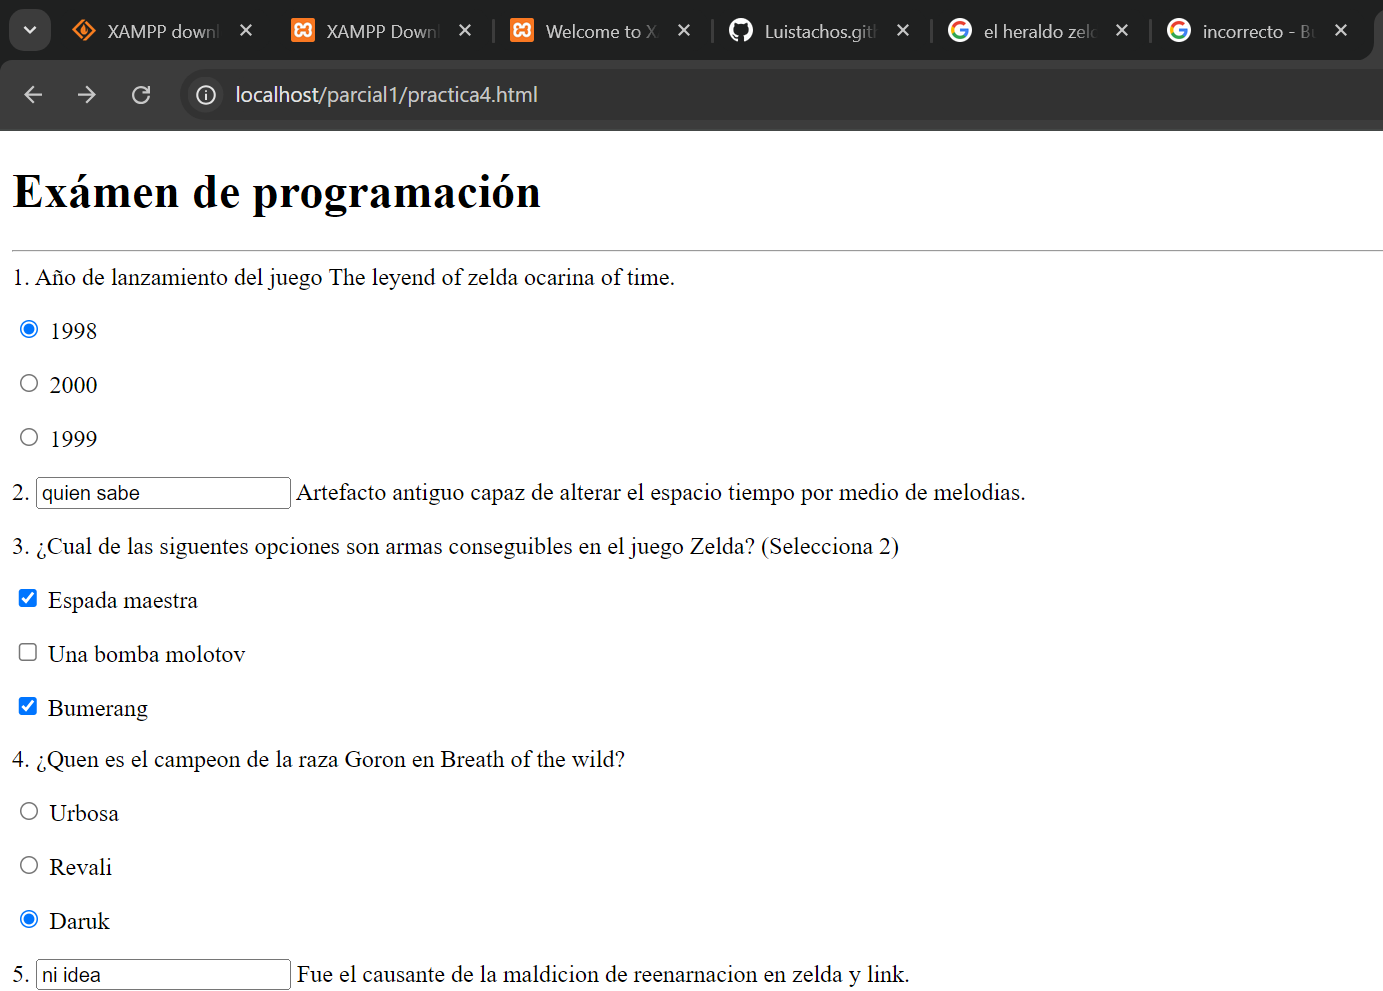 XAMPP down
XAMPP Down
Welcome to X
Luistachos.gith
el heraldo zeld
incorrecto - Bu
localhost/parcial1/practica4.html
Exámen de programación
1. Año de lanzamiento del juego The leyend of zelda ocarina of time.
1998
2000
1999
2. quien sabe Artefacto antiguo capaz de alterar el espacio tiempo por medio de melodias.
3. ¿Cual de las siguentes opciones son armas conseguibles en el juego Zelda? (Selecciona 2)
Espada maestra
Una bomba molotov
Bumerang
4. ¿Quen es el campeon de la raza Goron en Breath of the wild?
Urbosa
Revali
Daruk
5. ni idea Fue el causante de la maldicion de reenarnacion en zelda y link.